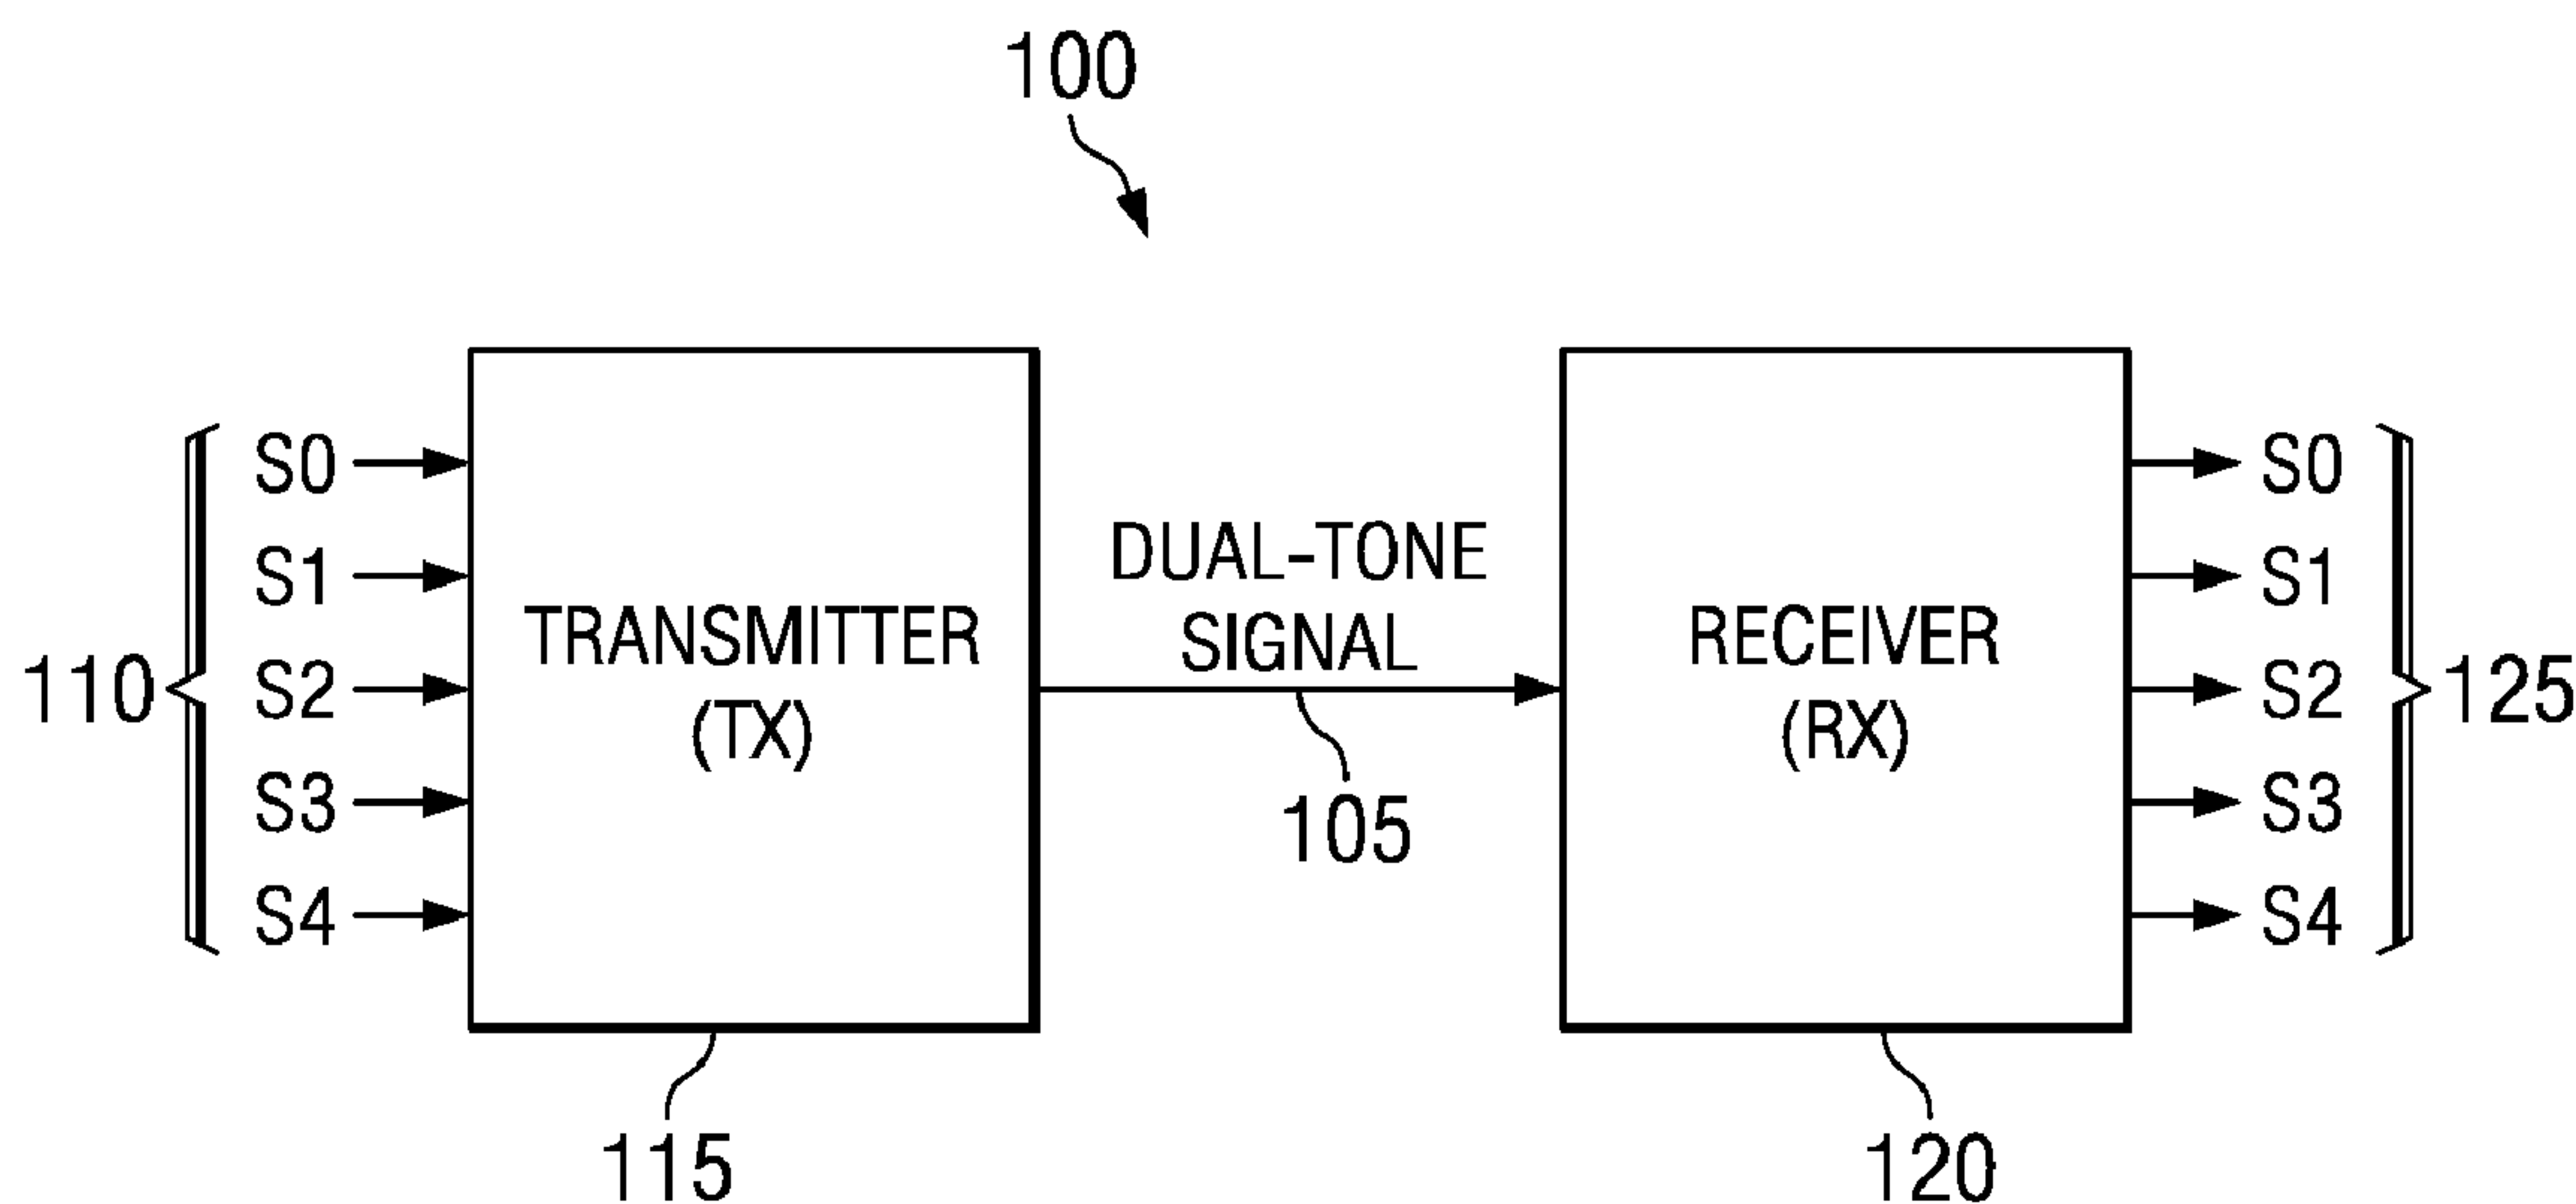 100
110
S0
S1
S2
S3
S4
TRANSMITTER
(TX)
115
DUAL-TONE
SIGNAL
105
RECEIVER
(RX)
120
S0
S1
S2
S3
S4
125